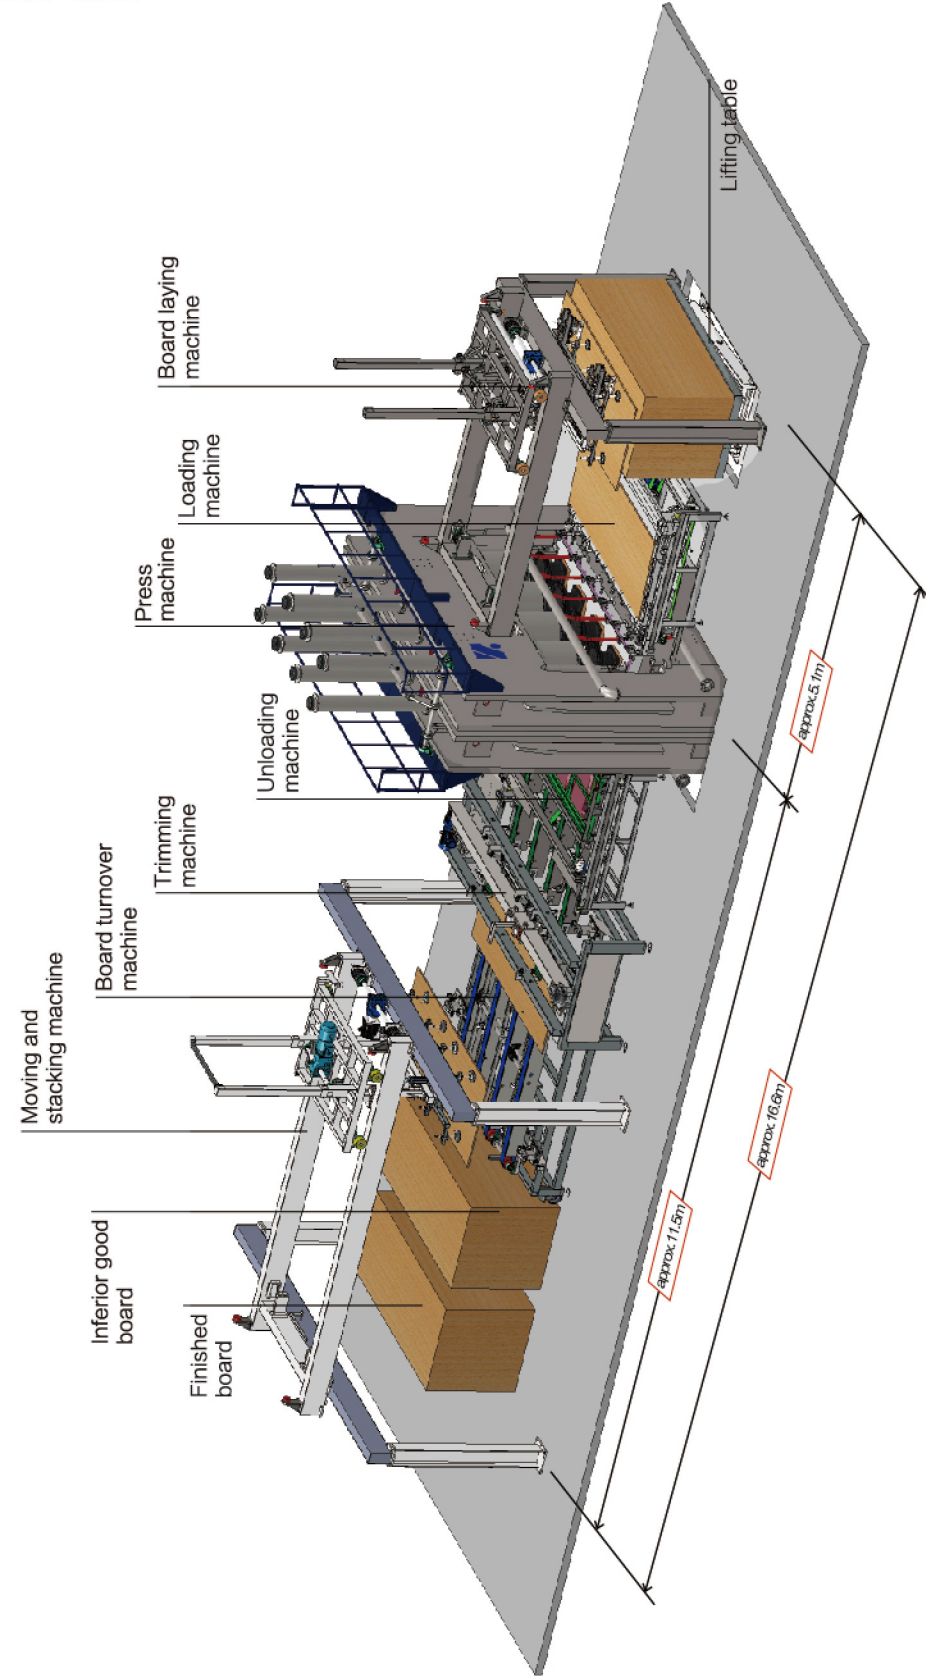 Moving and
stacking machine
Board turnover
machine
Trimming
machine
Unloading
machine
Press
machine
Loading
machine
Board laying
machine
Lifting table
Inferior good
board
Finished
board
approx.5.1m
approx.11.5m
approx.16.6m